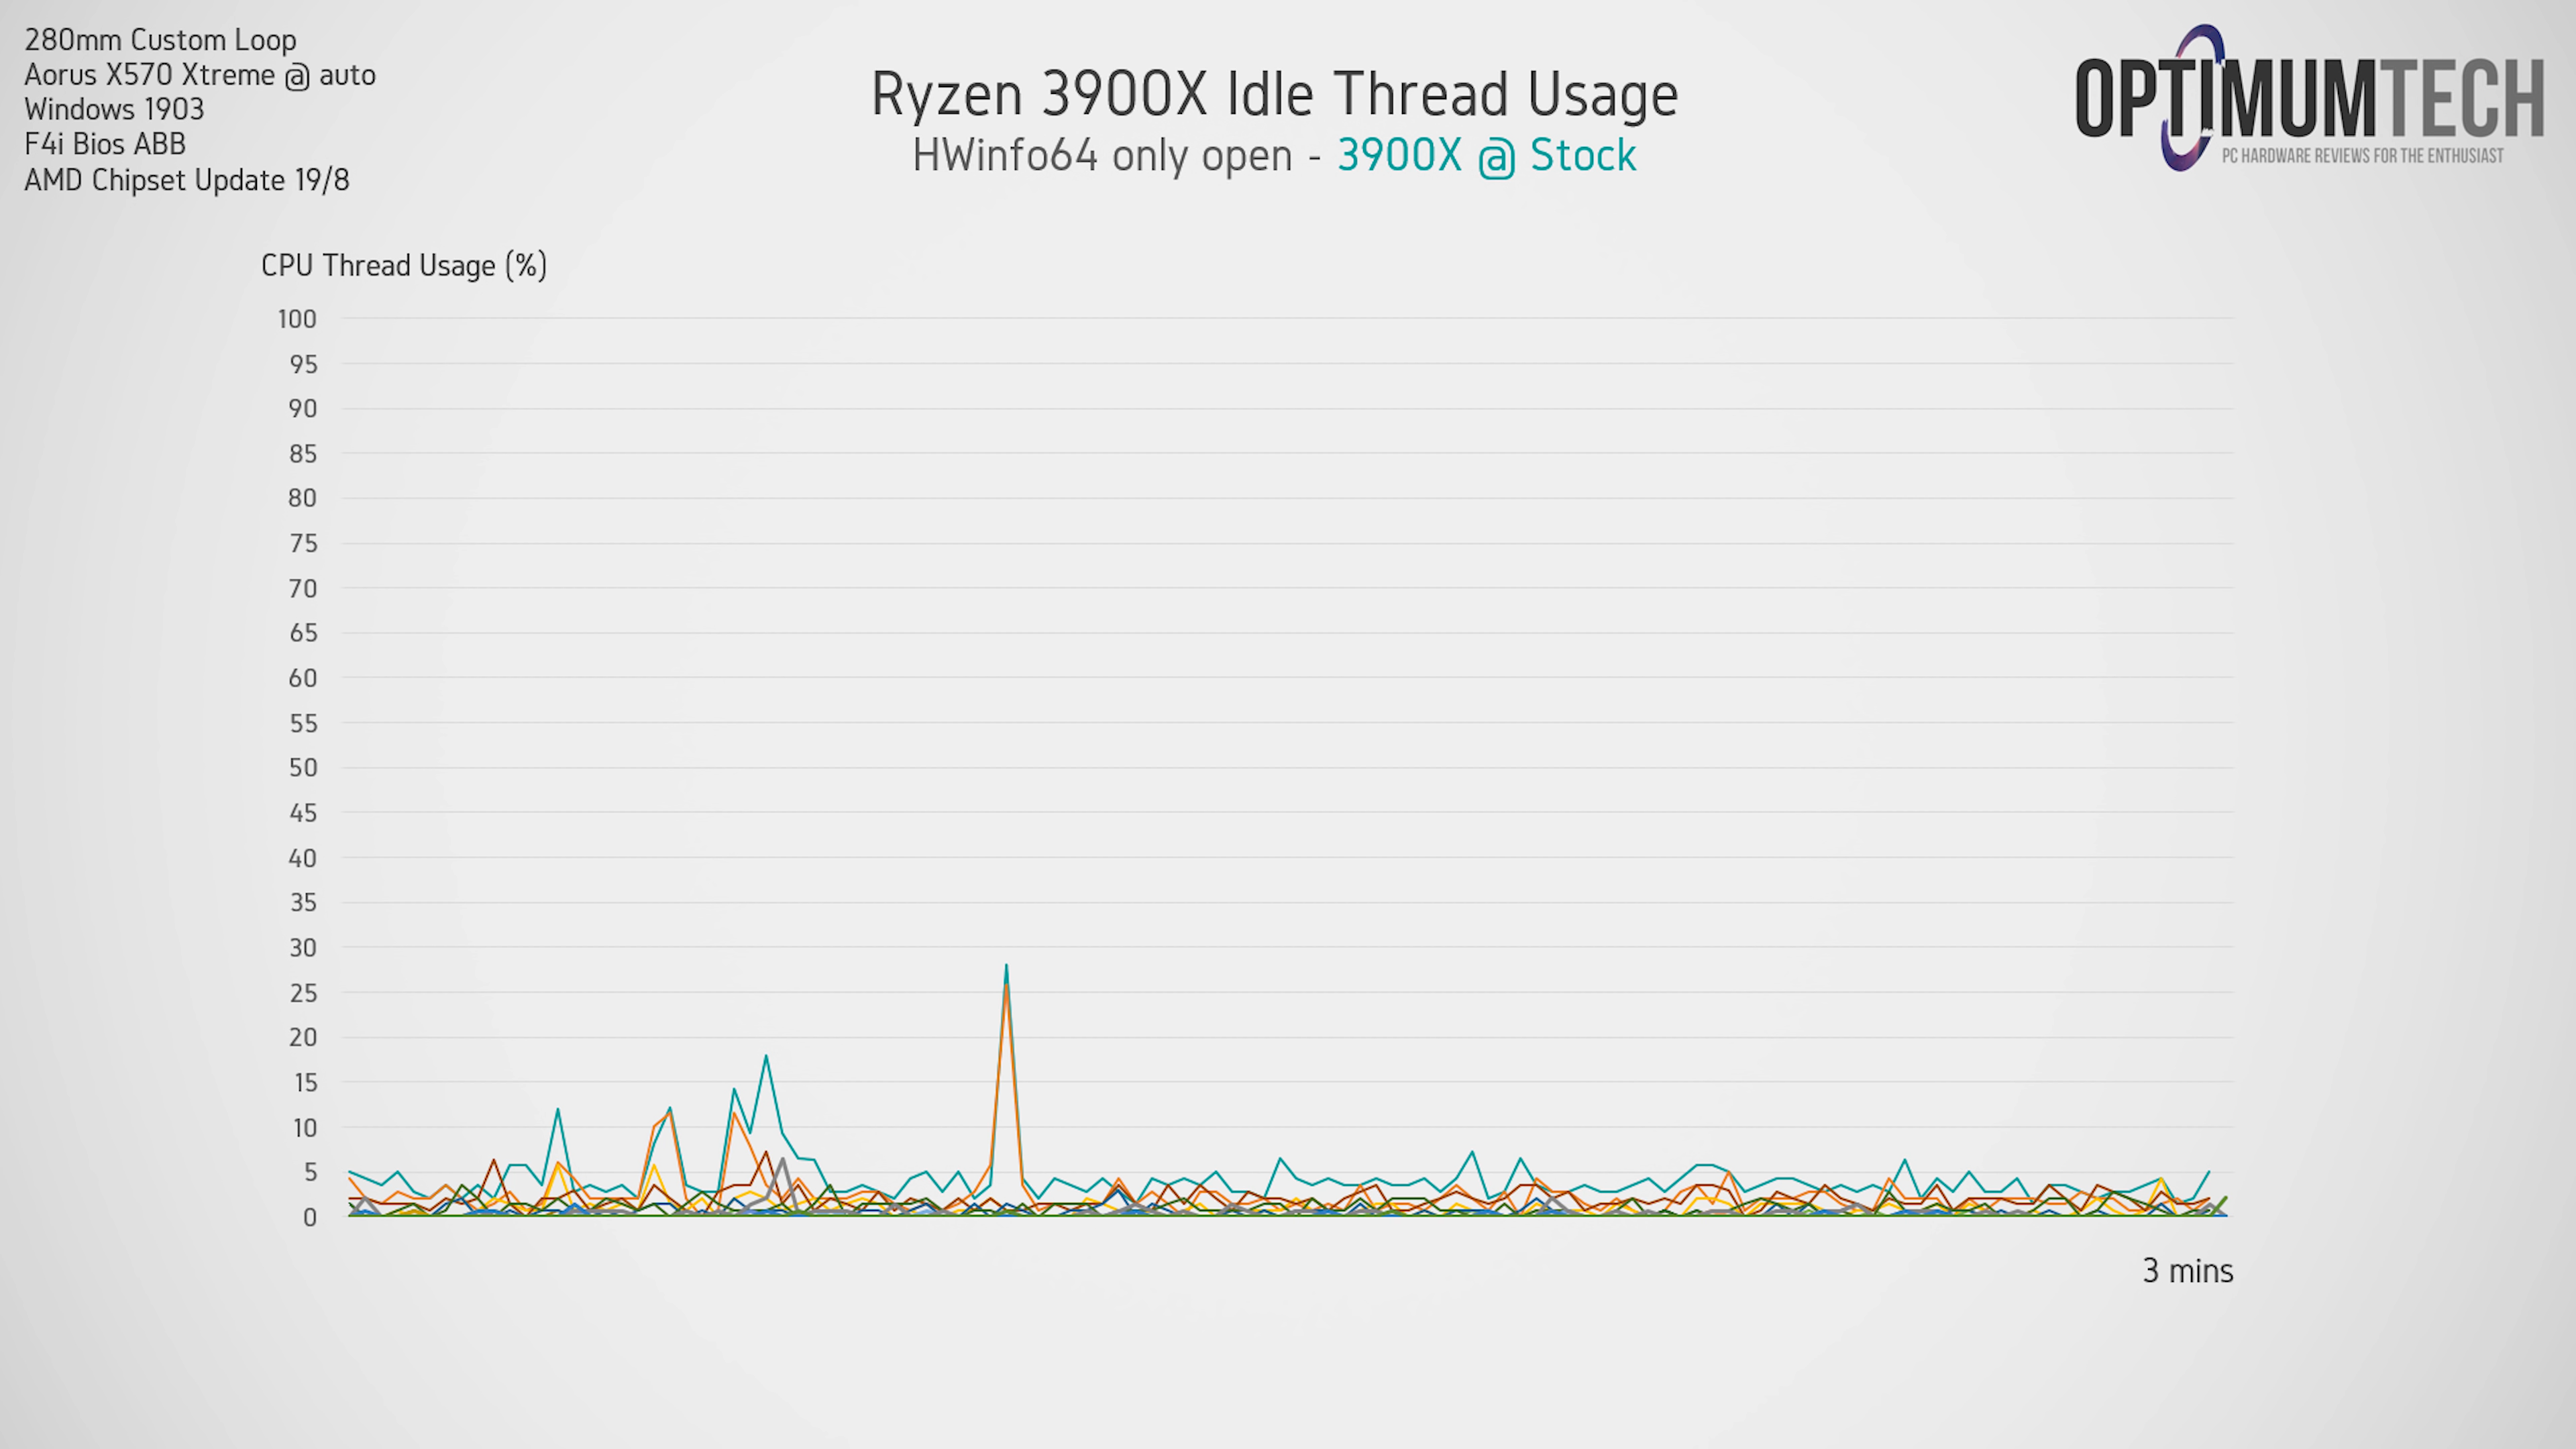 280mm Custom Loop
Aorus X570 Xtreme @ auto
Windows 1903
F4i Bios ABB
AMD Chipset Update 19/8
Ryzen 3900X Idle Thread Usage
HWinfo64 only open - 3900X @ Stock
OPTIMUMTECH
PC HARDWARE REVIEWS FOR THE ENTHUSIAST
CPU Thread Usage (%)
100
95
90
85
80
75
70
65
60
55
50
45
40
35
30
25
20
15
10
5
0
3 mins